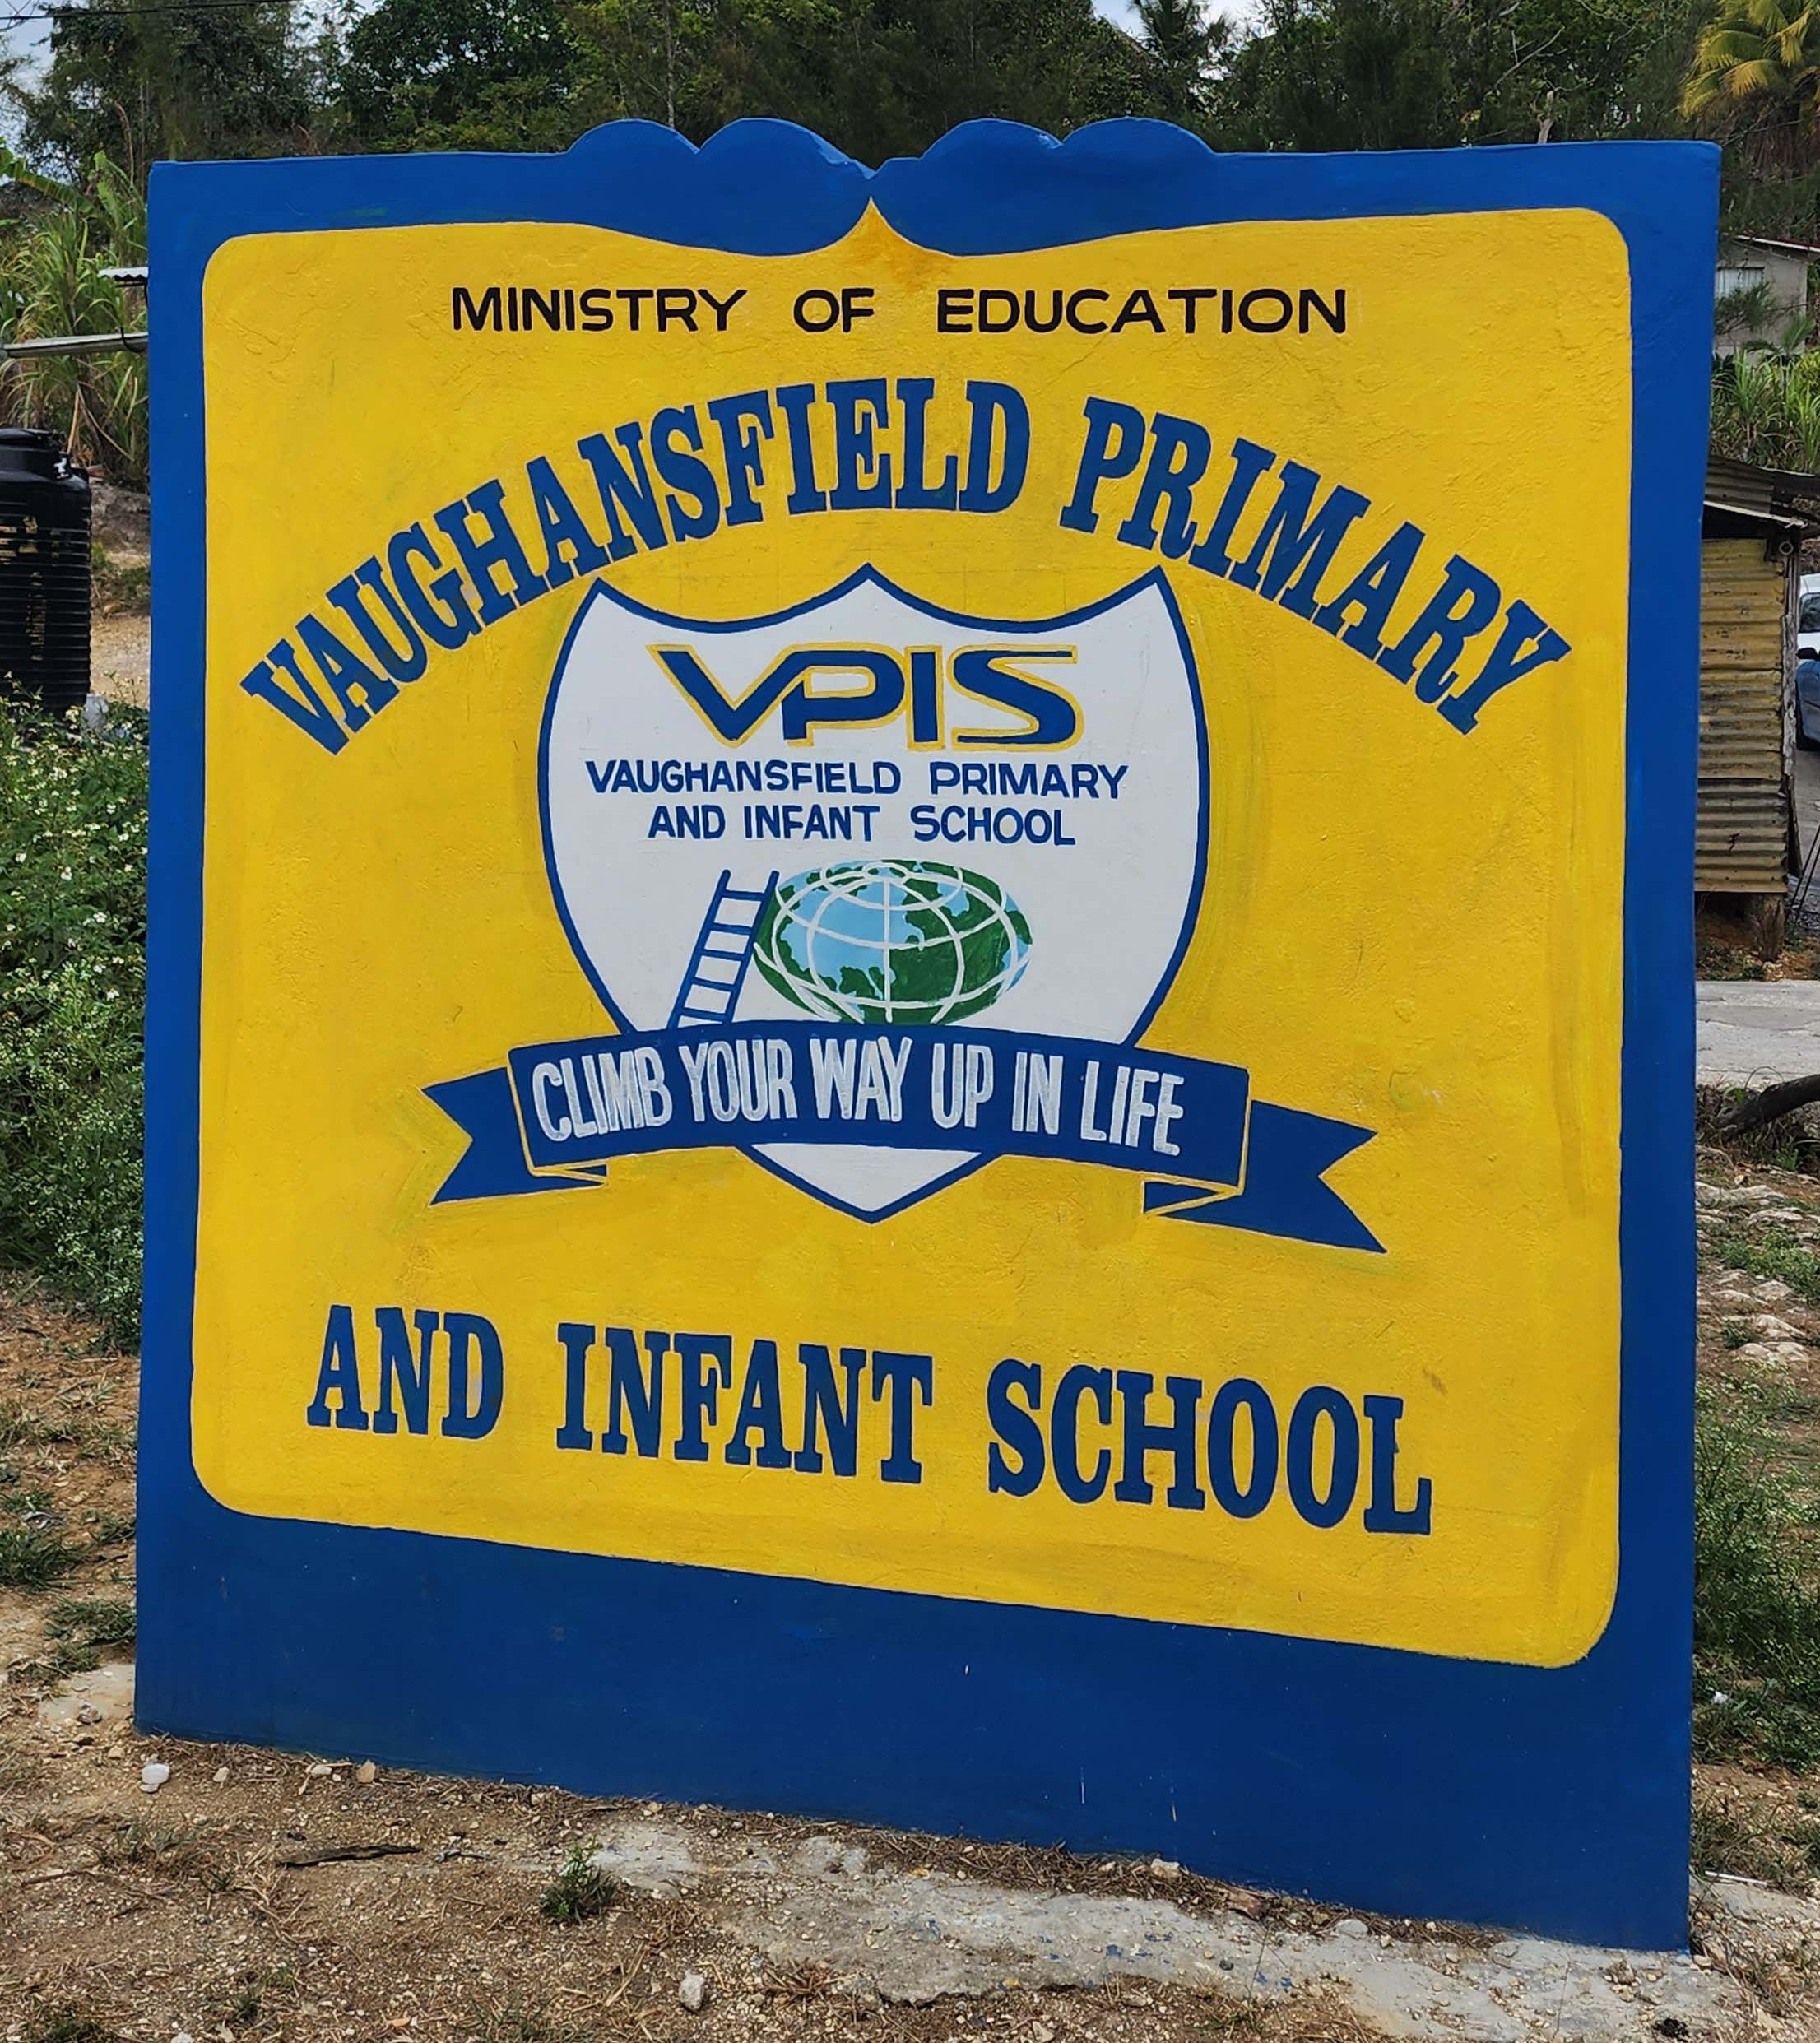 MINISTRY OF EDUCATION
VAUGHANSFIELD PRIMARY
VPIS
VAUGHANSFIELD PRIMARY
AND INFANT SCHOOL
CLIMB YOUR WAY UP IN LIFE
AND INFANT SCHOOL